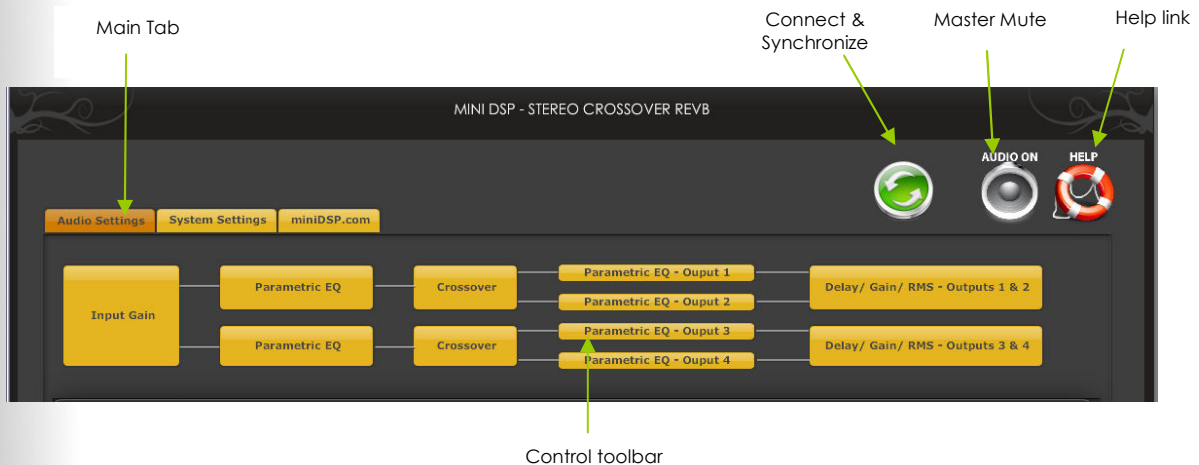 Main Tab
Connect &
Synchronize
Master Mute
Help link
MINI DSP - STEREO CROSSOVER REVB
AUDIO ON
HELP
Audio Settings
System Settings
miniDSP.com
Input Gain
Parametric EQ
Crossover
Parametric EQ - Ouput 1
Parametric EQ - Ouput 2
Delay/ Gain/ RMS - Outputs 1 & 2
Parametric EQ
Crossover
Parametric EQ - Ouput 3
Parametric EQ - Ouput 4
Delay/ Gain/ RMS - Outputs 3 & 4
Control toolbar